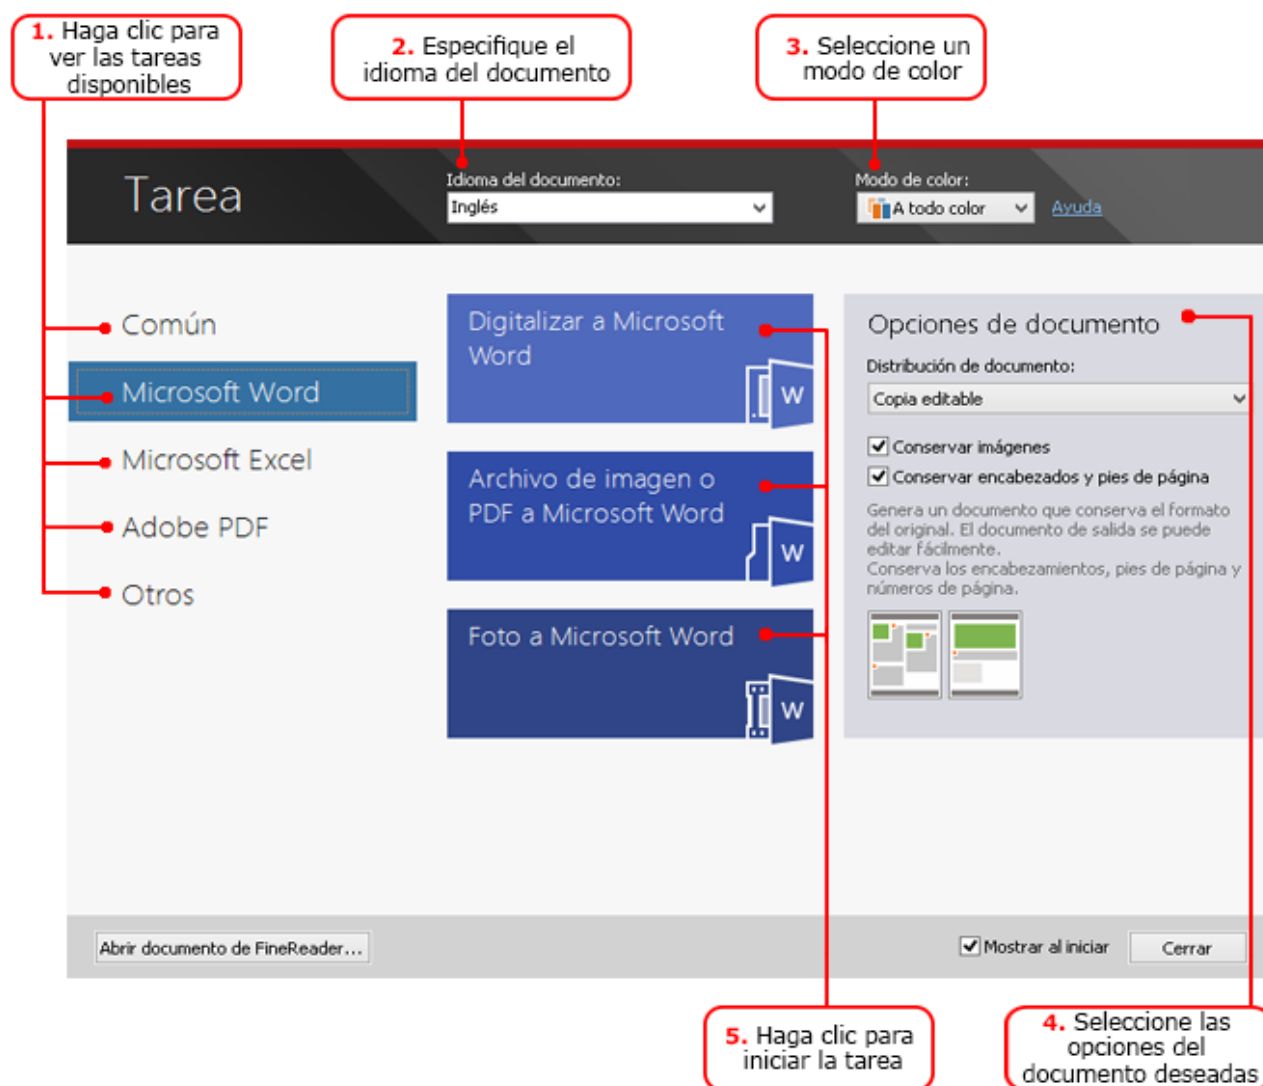 1. Haga clic para
ver las tareas
disponibles
2. Especifique el
idioma del documento
3. Seleccione un
modo de color
Tarea
Idioma del documento:
Inglés
Modo de color:
A todo color
Ayuda
Común
Microsoft Word
Microsoft Excel
Adobe PDF
Otros
Digitalizar a Microsoft
Word
W
Archivo de imagen o
PDF a Microsoft Word
W
Foto a Microsoft Word
W
Opciones de documento
Distribución de documento:
Copia editable
Conservar imágenes
Conservar encabezados y pies de página
Genera un documento que conserva el formato
del original. El documento de salida se puede
editar fácilmente.
Conserva los encabezamientos, pies de página y
números de página.
Abrir documento de FineReader...
Mostrar al iniciar
Cerrar
5. Haga clic para
iniciar la tarea
4. Seleccione las
opciones del
documento deseadas